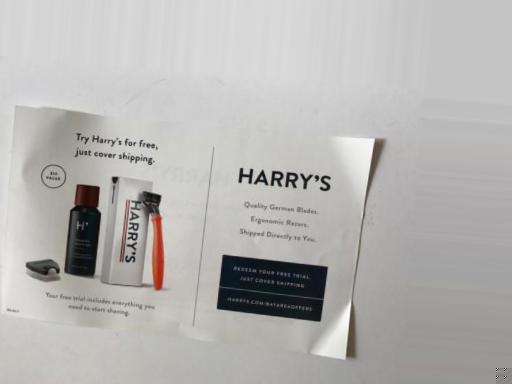 Try Harry's for free,
just cover shipping.
$10
VALUE
H'
HARRY'S
Your free trial includes everything you
need to start shaving.
HARRY'S
Quality German Blades.
Ergonomic Razors.
Shipped Directly to You.
REDEEM YOUR FREE TRIAL,
JUST COVER SHIPPING
HARRYS.COM/BAYAREAOFFERS